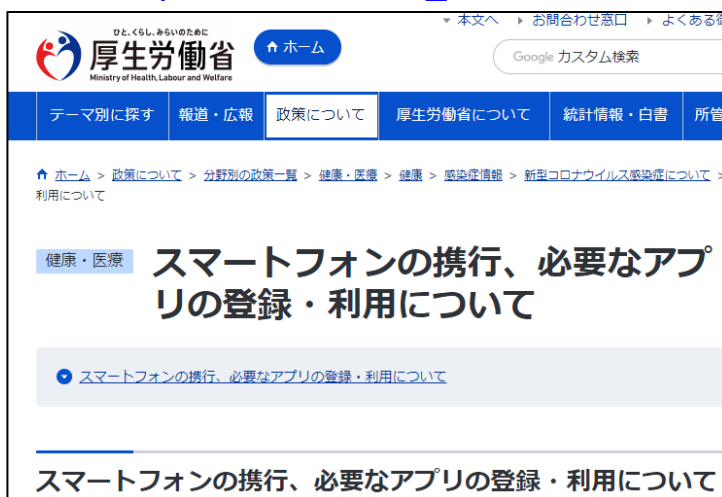 ▼ 本文へ ▶ お問合わせ窓口 ▶ よくある御
ひと、くらし、みらいのために
厚生労働省
Ministry of Health, Labour and Welfare
ホーム
Google カスタム検索
テーマ別に探す 報道・広報 政策について 厚生労働省について 統計情報・白書 所管
ホーム > 政策について > 分野別の政策一覧 > 健康・医療 > 健康 > 感染症情報 > 新型コロナウイルス感染症について >
利用について
健康・医療 スマートフォンの携行、必要なアプ
リの登録・利用について
スマートフォンの携行、必要なアプリの登録・利用について
スマートフォンの携行、必要なアプリの登録・利用について